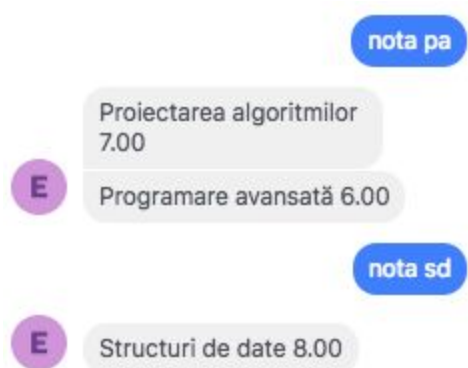 nota pa
Proiectarea algoritmilor
7.00
E
Programare avansată 6.00
nota sd
E
Structuri de date 8.00